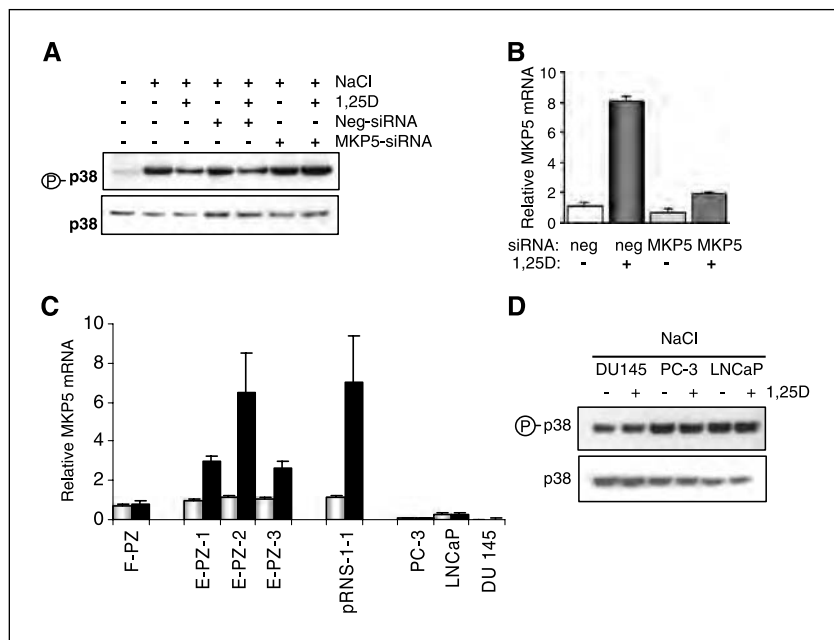 A
- + + + + + + NaCl
- - + - + - + 1,25D
- - - + + - - Neg-siRNA
- - - - - + + MKP5-siRNA
P-p38
p38
B
Relative MKP5 mRNA
10
8
6
4
2
0
siRNA: neg neg MKP5 MKP5
1,25D: - + - +
C
Relative MKP5 mRNA
10
8
6
4
2
0
F-PZ
E-PZ-1
E-PZ-2
E-PZ-3
pRNS-1-1
PC-3
LNCaP
DU 145
D
NaCl
DU145 PC-3 LNCaP
- + - + - + 1,25D
P-p38
p38